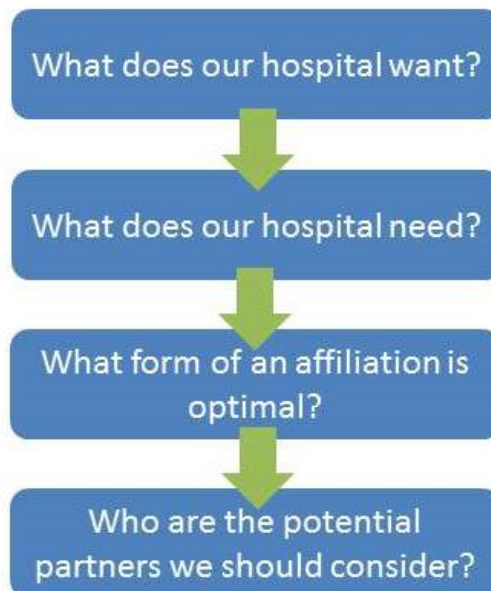 What does our hospital want?
What does our hospital need?
What form of an affiliation is
optimal?
Who are the potential
partners we should consider?